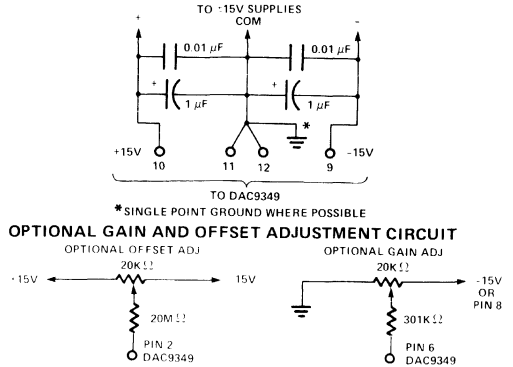 TO ±15V SUPPLIES
COM
+
-
0.01 µF
0.01 µF
+
1 µF
+
1 µF
*
+15V
10
11
12
9
-15V
TO DAC9349
*SINGLE POINT GROUND WHERE POSSIBLE
OPTIONAL GAIN AND OFFSET ADJUSTMENT CIRCUIT
OPTIONAL OFFSET ADJ
OPTIONAL GAIN ADJ
20KΩ
20KΩ
+15V
15V
-15V
OR
PIN 8
20MΩ
301KΩ
PIN 2
DAC9349
PIN 6
DAC9349